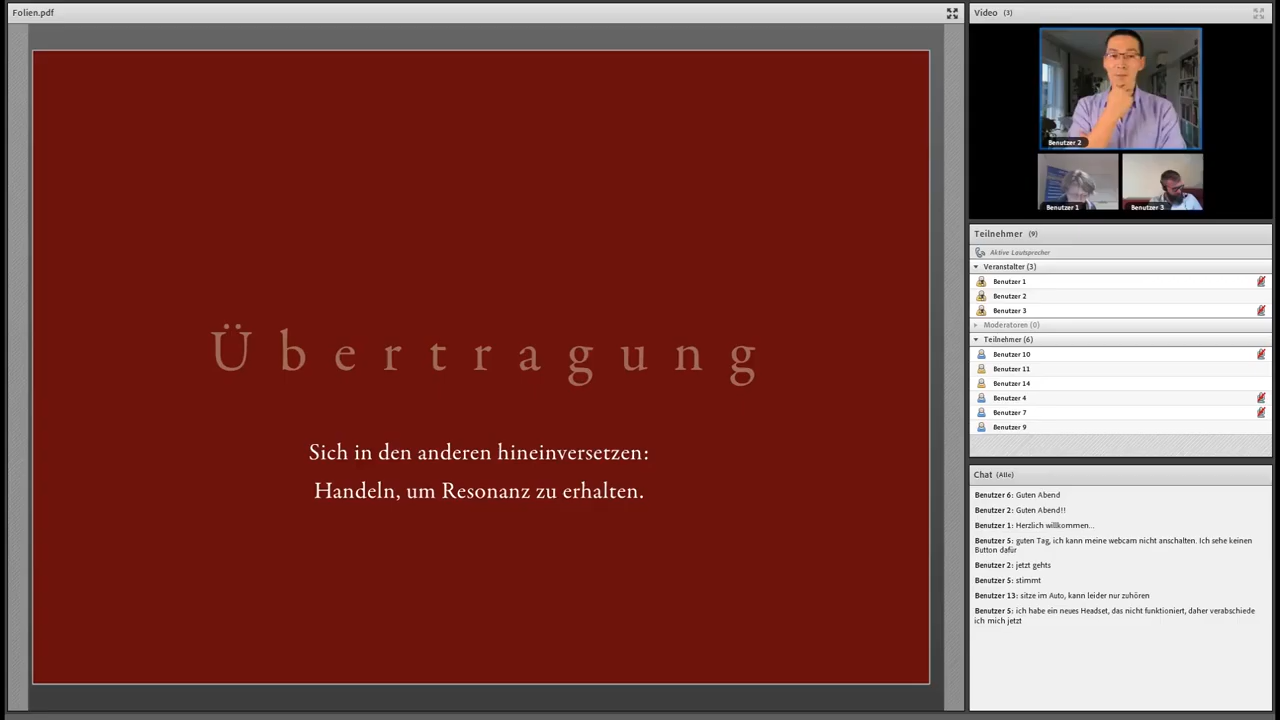 Folien.pdf
Übertragung
Sich in den anderen hineinversetzen:
Handeln, um Resonanz zu erhalten.
Video (3)
Benutzer 2
Benutzer 1
Benutzer 3
Teilnehmer (9)
Aktive Lautsprecher
Veranstalter (3)
Benutzer 1
Benutzer 2
Benutzer 3
Moderatoren (0)
Teilnehmer (6)
Benutzer 10
Benutzer 11
Benutzer 14
Benutzer 4
Benutzer 7
Benutzer 9
Chat (Alle)
Benutzer 6: Guten Abend
Benutzer 2: Guten Abend!!
Benutzer 1: Herzlich willkommen...
Benutzer 5: guten Tag, ich kann meine webcam nicht anschalten. Ich sehe keinen
Button dafür
Benutzer 2: jetzt gehts
Benutzer 5: stimmt
Benutzer 13: sitze im Auto, kann leider nur zuhören
Benutzer 5: ich habe ein neues Headset, das nicht funktioniert, daher verabschiede
ich mich jetzt